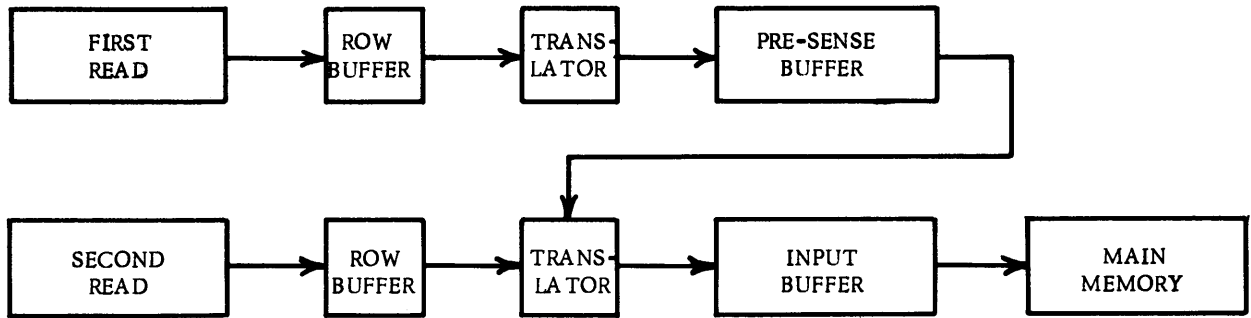 FIRST
READ
ROW
BUFFER
TRANS-
LATOR
PRE-SENSE
BUFFER
SECOND
READ
ROW
BUFFER
TRANS-
LATOR
INPUT
BUFFER
MAIN
MEMORY